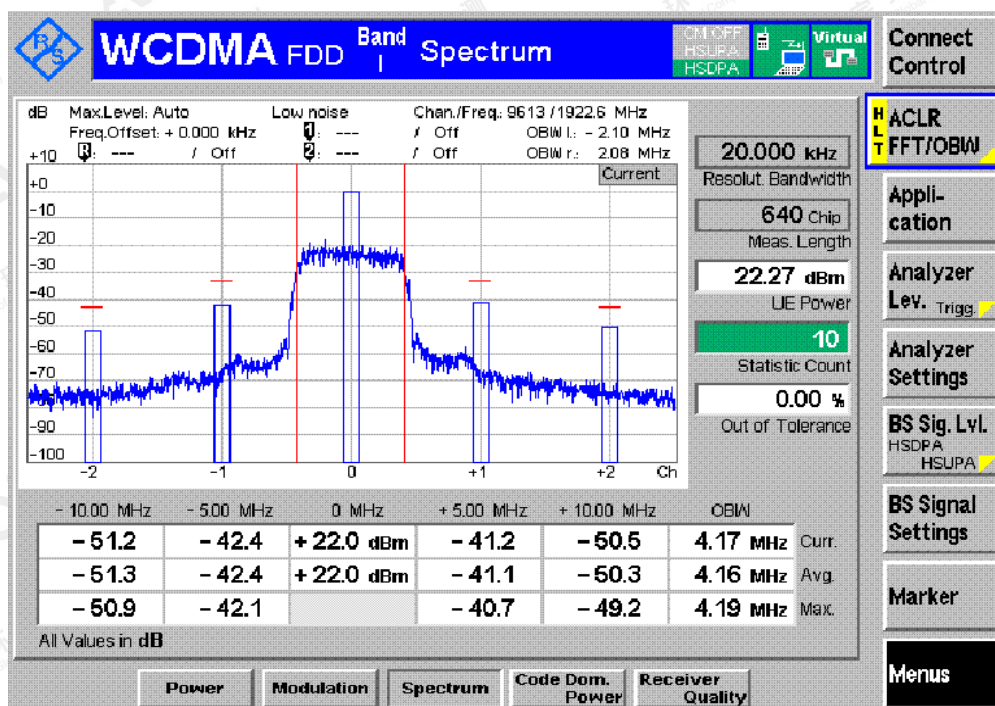 R&S WCDMA FDD Band I Spectrum
CM OFF
HSUPA
HSDPA
Virtual
Connect
Control
dB Max.Level: Auto Low noise Chan./Freq.: 9613 /1922.6 MHz
Freq.Offset: + 0.000 kHz 1: --- / Off OBW l.: - 2.10 MHz
R: --- / Off 2: --- / Off OBW r.: 2.08 MHz
Current
+10
+0
-10
-20
-30
-40
-50
-60
-70
-90
-100
-2 -1 0 +1 +2 Ch
20.000 kHz
Resolut. Bandwidth
640 Chip
Meas. Length
22.27 dBm
UE Power
10
Statistic Count
0.00 %
Out of Tolerance
- 10.00 MHz - 5.00 MHz 0 MHz + 5.00 MHz + 10.00 MHz OBW
- 51.2 - 42.4 + 22.0 dBm - 41.2 - 50.5 4.17 MHz Curr.
- 51.3 - 42.4 + 22.0 dBm - 41.1 - 50.3 4.16 MHz Avg.
- 50.9 - 42.1 - 40.7 - 49.2 4.19 MHz Max.
All Values in dB
HLT
ACLR
FFT/OBW
Appli-
cation
Analyzer
Lev. Trigg.
Analyzer
Settings
BS Sig. Lvl.
HSDPA
HSUPA
BS Signal
Settings
Marker
Menus
Power
Modulation
Spectrum
Code Dom.
Power
Receiver
Quality